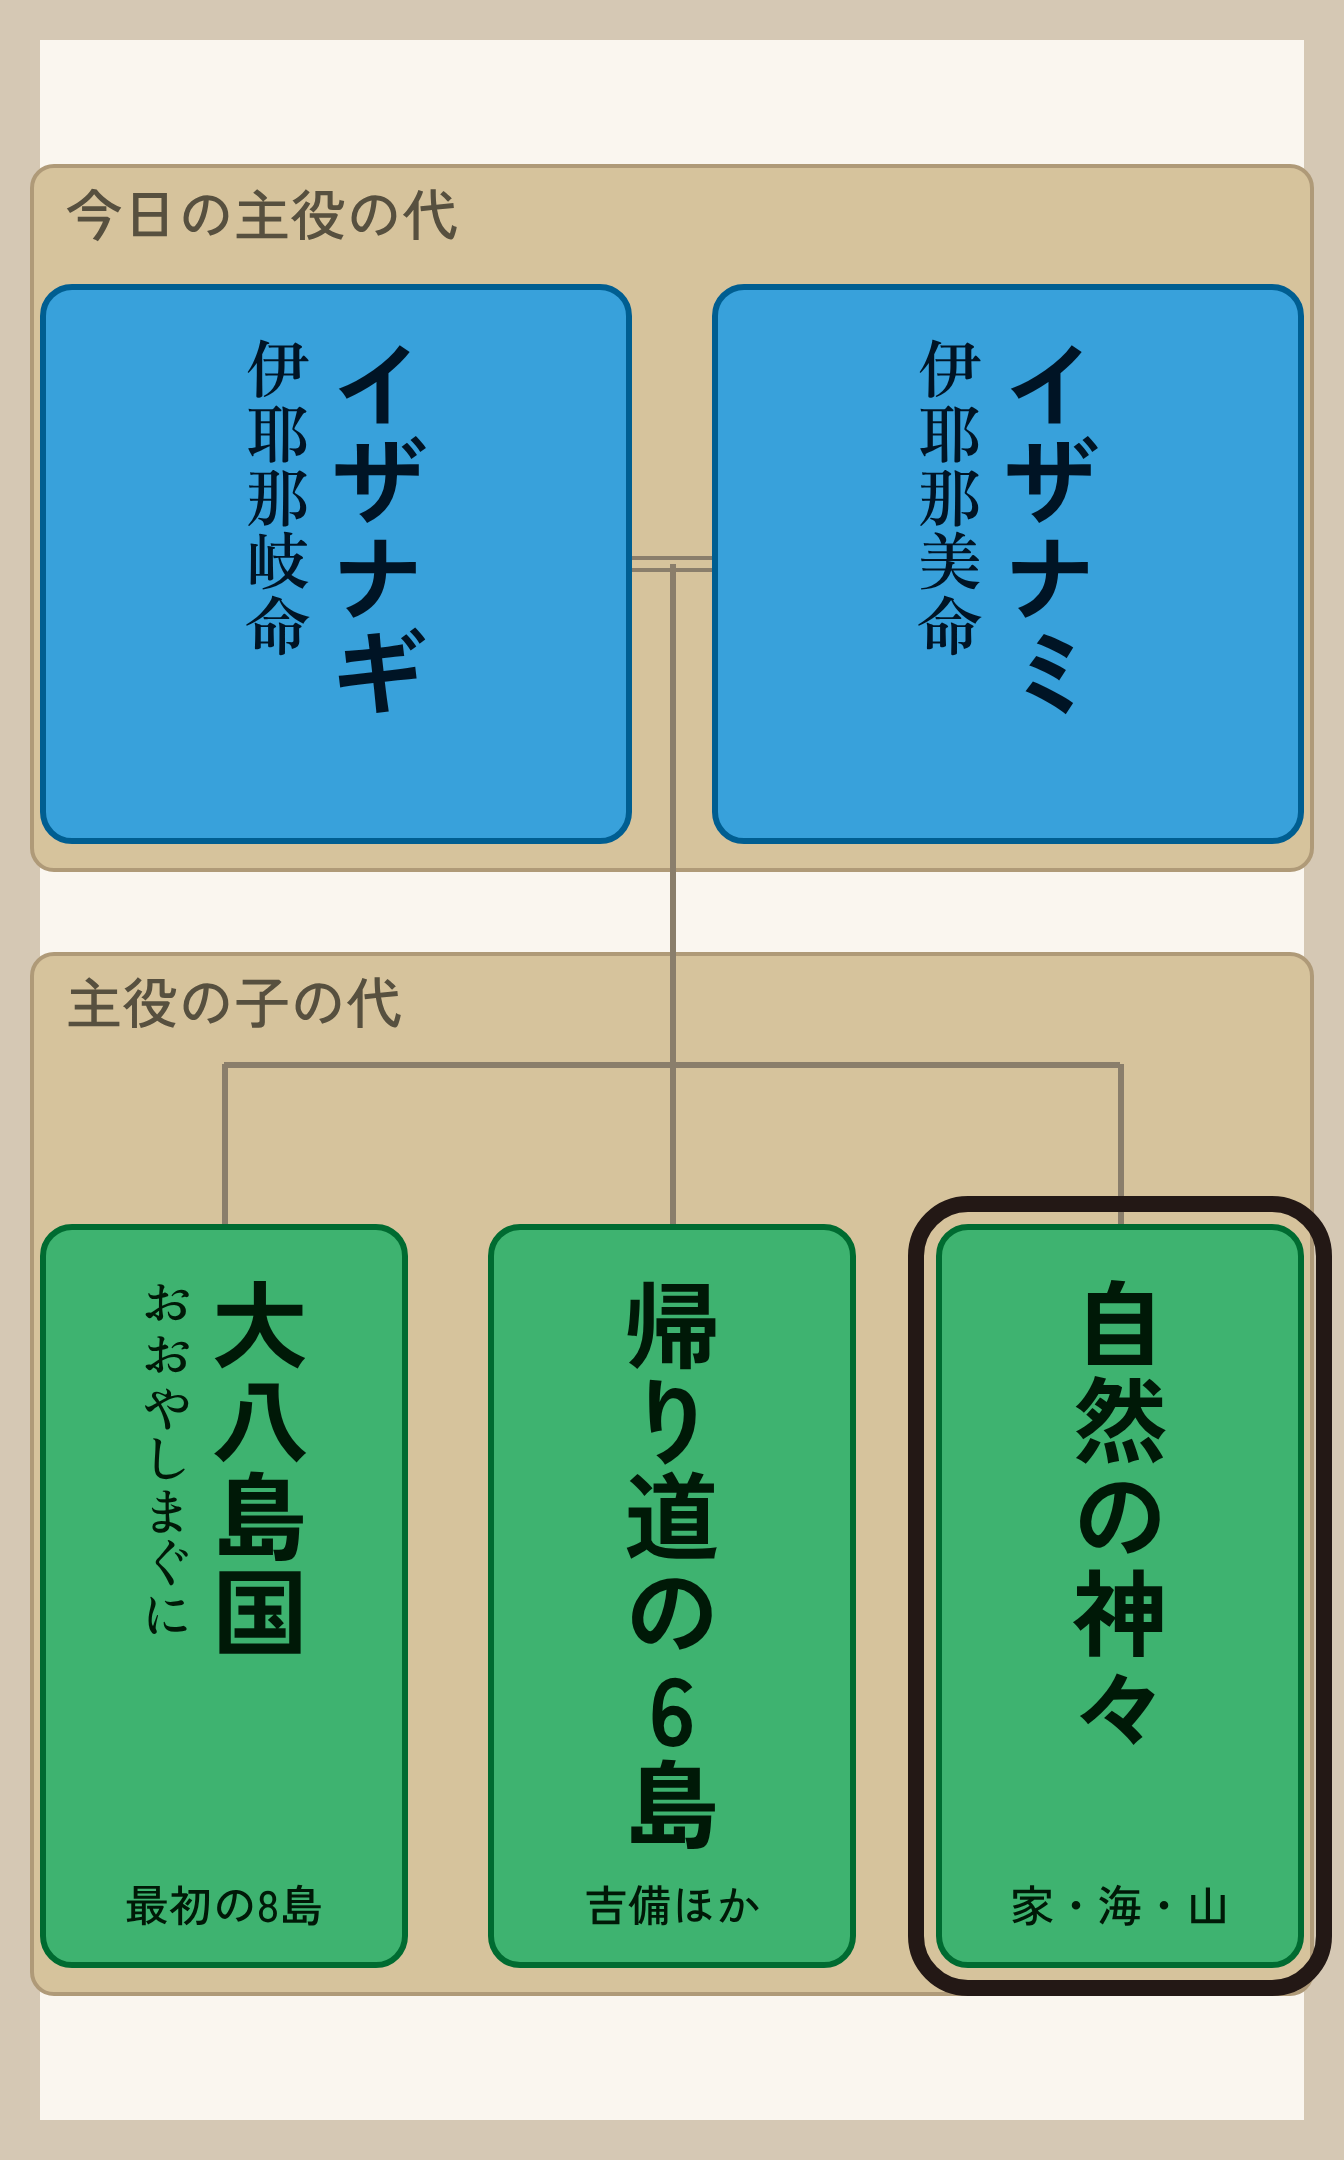 今日の主役の代
イザナギ
伊耶那岐命
イザナミ
伊耶那美命
主役の子の代
大八島国
おおやしまぐに
最初の8島
帰り道の6島
吉備ほか
自然の神々
家・海・山